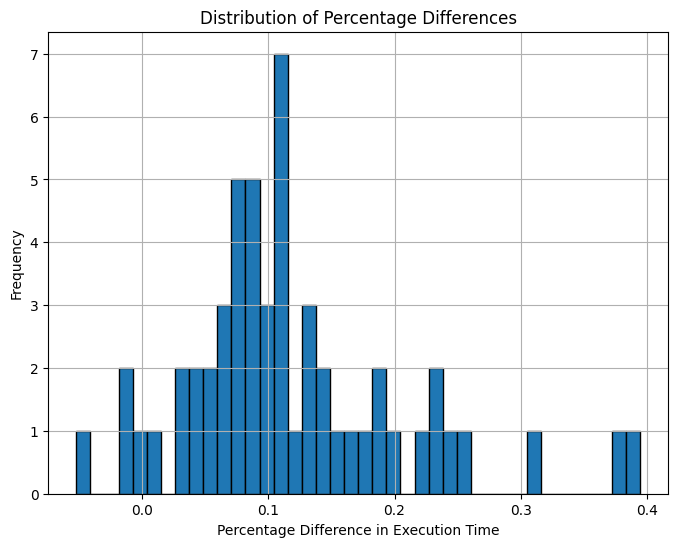 Distribution of Percentage Differences
Frequency
7
6
5
4
3
2
1
0
0.0 0.1 0.2 0.3 0.4
Percentage Difference in Execution Time